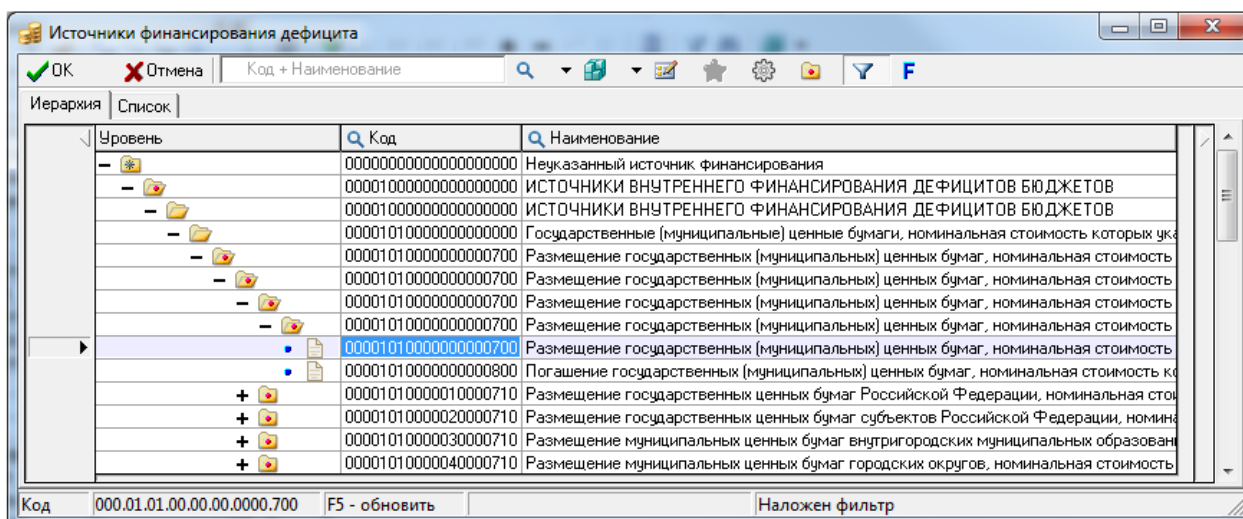 Источники финансирования дефицита
OK Отмена Код + Наименование F
Иерархия Список
Уровень Код Наименование
00000000000000000000 Неуказанный источник финансирования
00001000000000000000 ИСТОЧНИКИ ВНУТРЕННЕГО ФИНАНСИРОВАНИЯ ДЕФИЦИТОВ БЮДЖЕТОВ
00001000000000000000 ИСТОЧНИКИ ВНУТРЕННЕГО ФИНАНСИРОВАНИЯ ДЕФИЦИТОВ БЮДЖЕТОВ
00001010000000000000 Государственные (муниципальные) ценные бумаги, номинальная стоимость которых ука
00001010000000000700 Размещение государственных (муниципальных) ценных бумаг, номинальная стоимость
00001010000000000700 Размещение государственных (муниципальных) ценных бумаг, номинальная стоимость
00001010000000000700 Размещение государственных (муниципальных) ценных бумаг, номинальная стоимость
00001010000000000700 Размещение государственных (муниципальных) ценных бумаг, номинальная стоимость
00001010000000000700 Размещение государственных (муниципальных) ценных бумаг, номинальная стоимость
00001010000000000800 Погашение государственных (муниципальных) ценных бумаг, номинальная стоимость ко
00001010000010000710 Размещение государственных ценных бумаг Российской Федерации, номинальная стои
00001010000020000710 Размещение государственных ценных бумаг субъектов Российской Федерации, номина
00001010000030000710 Размещение муниципальных ценных бумаг внутригородских муниципальных образован
00001010000040000710 Размещение муниципальных ценных бумаг городских округов, номинальная стоимость
Код 000.01.01.00.00.00.0000.700 F5 - обновить Наложен фильтр